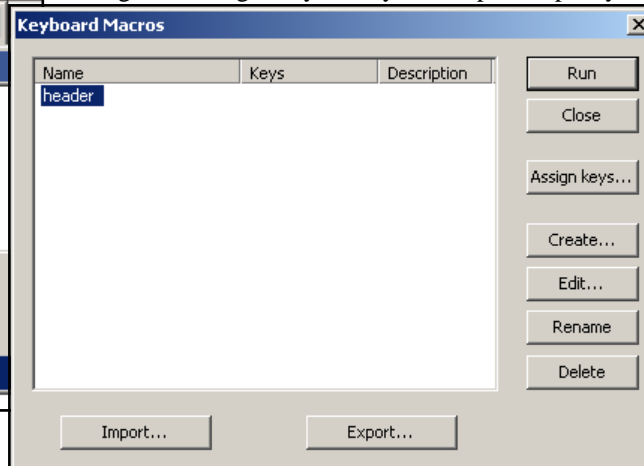 Keyboard Macros
Name Keys Description
header
Run
Close
Assign keys...
Create...
Edit...
Rename
Delete
Import... Export...